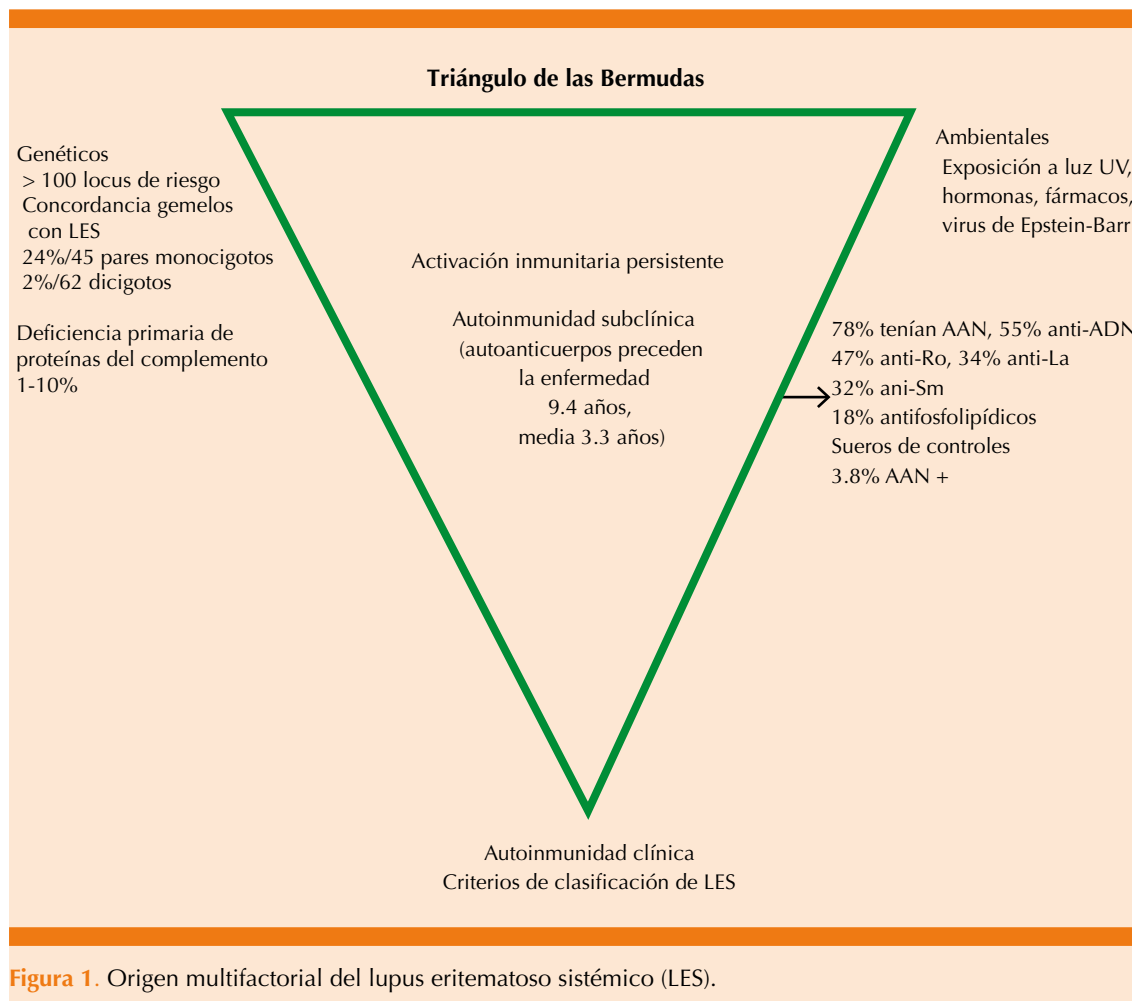 Triángulo de las Bermudas
Genéticos
> 100 locus de riesgo
Concordancia gemelos
con LES
24%/45 pares monocigotos
2%/62 dicigotos
Deficiencia primaria de
proteínas del complemento
1-10%
Activación inmunitaria persistente
Autoinmunidad subclínica
(autoanticuerpos preceden
la enfermedad
9.4 años,
media 3.3 años)
Ambientales
Exposición a luz UV,
hormonas, fármacos,
virus de Epstein-Barr
78% tenían AAN, 55% anti-ADN
47% anti-Ro, 34% anti-La
32% ani-Sm
18% antifosfolipídicos
Sueros de controles
3.8% AAN +
Autoinmunidad clínica
Criterios de clasificación de LES
Figura 1. Origen multifactorial del lupus eritematoso sistémico (LES).